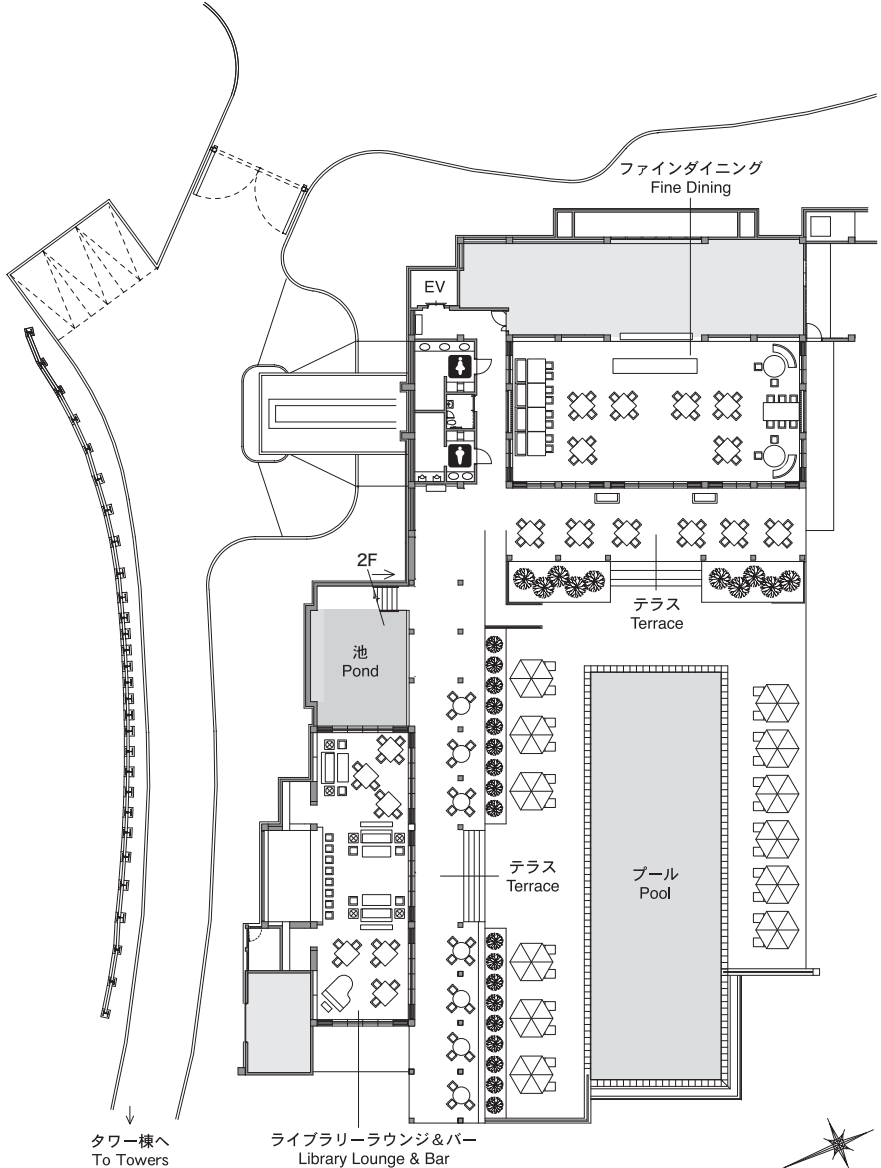 ファインダイニング
Fine Dining
EV
2F
テラス
Terrace
池
Pond
テラス
Terrace
プール
Pool
タワー棟へ
To Towers
ライブラリーラウンジ＆バー
Library Lounge & Bar